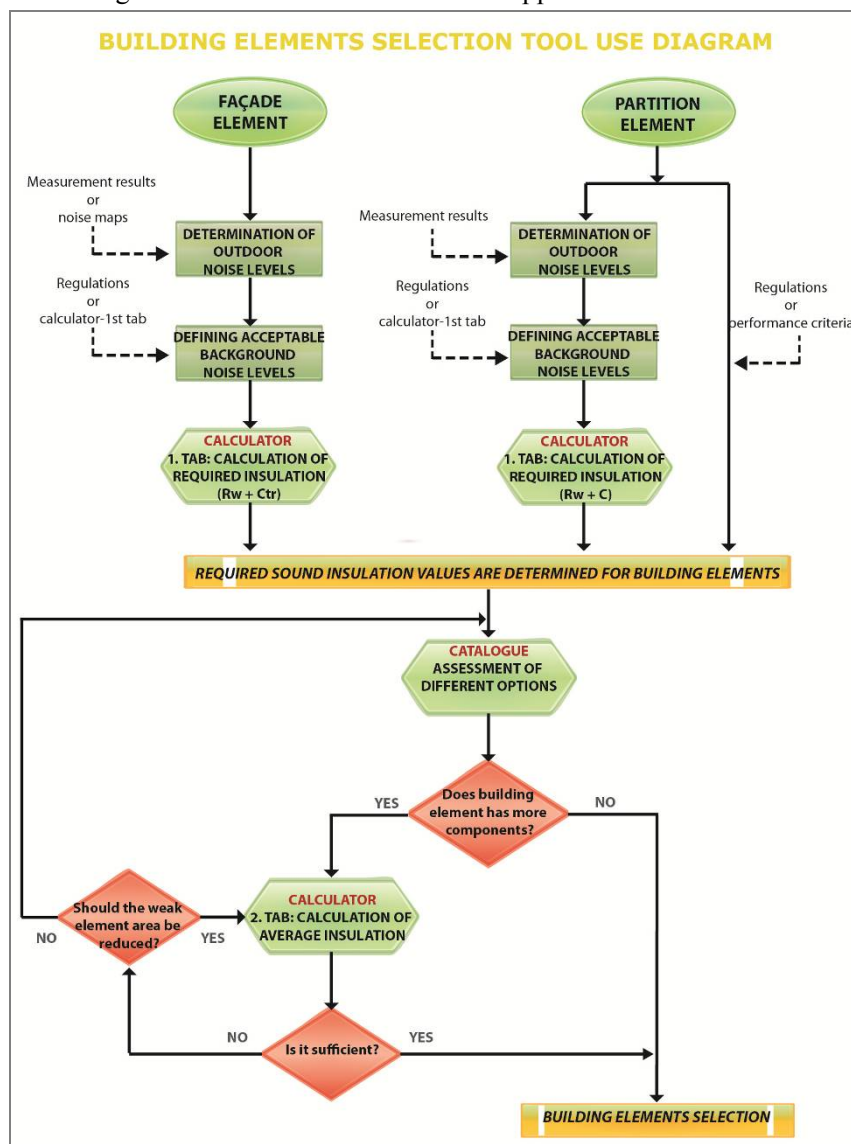 BUILDING ELEMENTS SELECTION TOOL USE DIAGRAM
FAÇADE
ELEMENT
PARTITION
ELEMENT
Measurement results
or
noise maps
DETERMINATION OF
OUTDOOR
NOISE LEVELS
Measurement results
DETERMINATION OF
OUTDOOR
NOISE LEVELS
Regulations
or
calculator-1st tab
DEFINING ACCEPTABLE
BACKGROUND
NOISE LEVELS
Regulations
or
calculator-1st tab
DEFINING ACCEPTABLE
BACKGROUND
NOISE LEVELS
Regulations
or
performance criteria
CALCULATOR
1. TAB: CALCULATION OF
REQUIRED INSULATION
(Rw + Ctr)
CALCULATOR
1. TAB: CALCULATION OF
REQUIRED INSULATION
(Rw + C)
REQUIRED SOUND INSULATION VALUES ARE DETERMINED FOR BUILDING ELEMENTS
CATALOGUE
ASSESSMENT OF
DIFFERENT OPTIONS
Does building
element has more
components?
YES
NO
CALCULATOR
2. TAB: CALCULATION OF
AVERAGE INSULATION
Should the weak
element area be
reduced?
NO
YES
Is it sufficient?
NO
YES
BUILDING ELEMENTS SELECTION